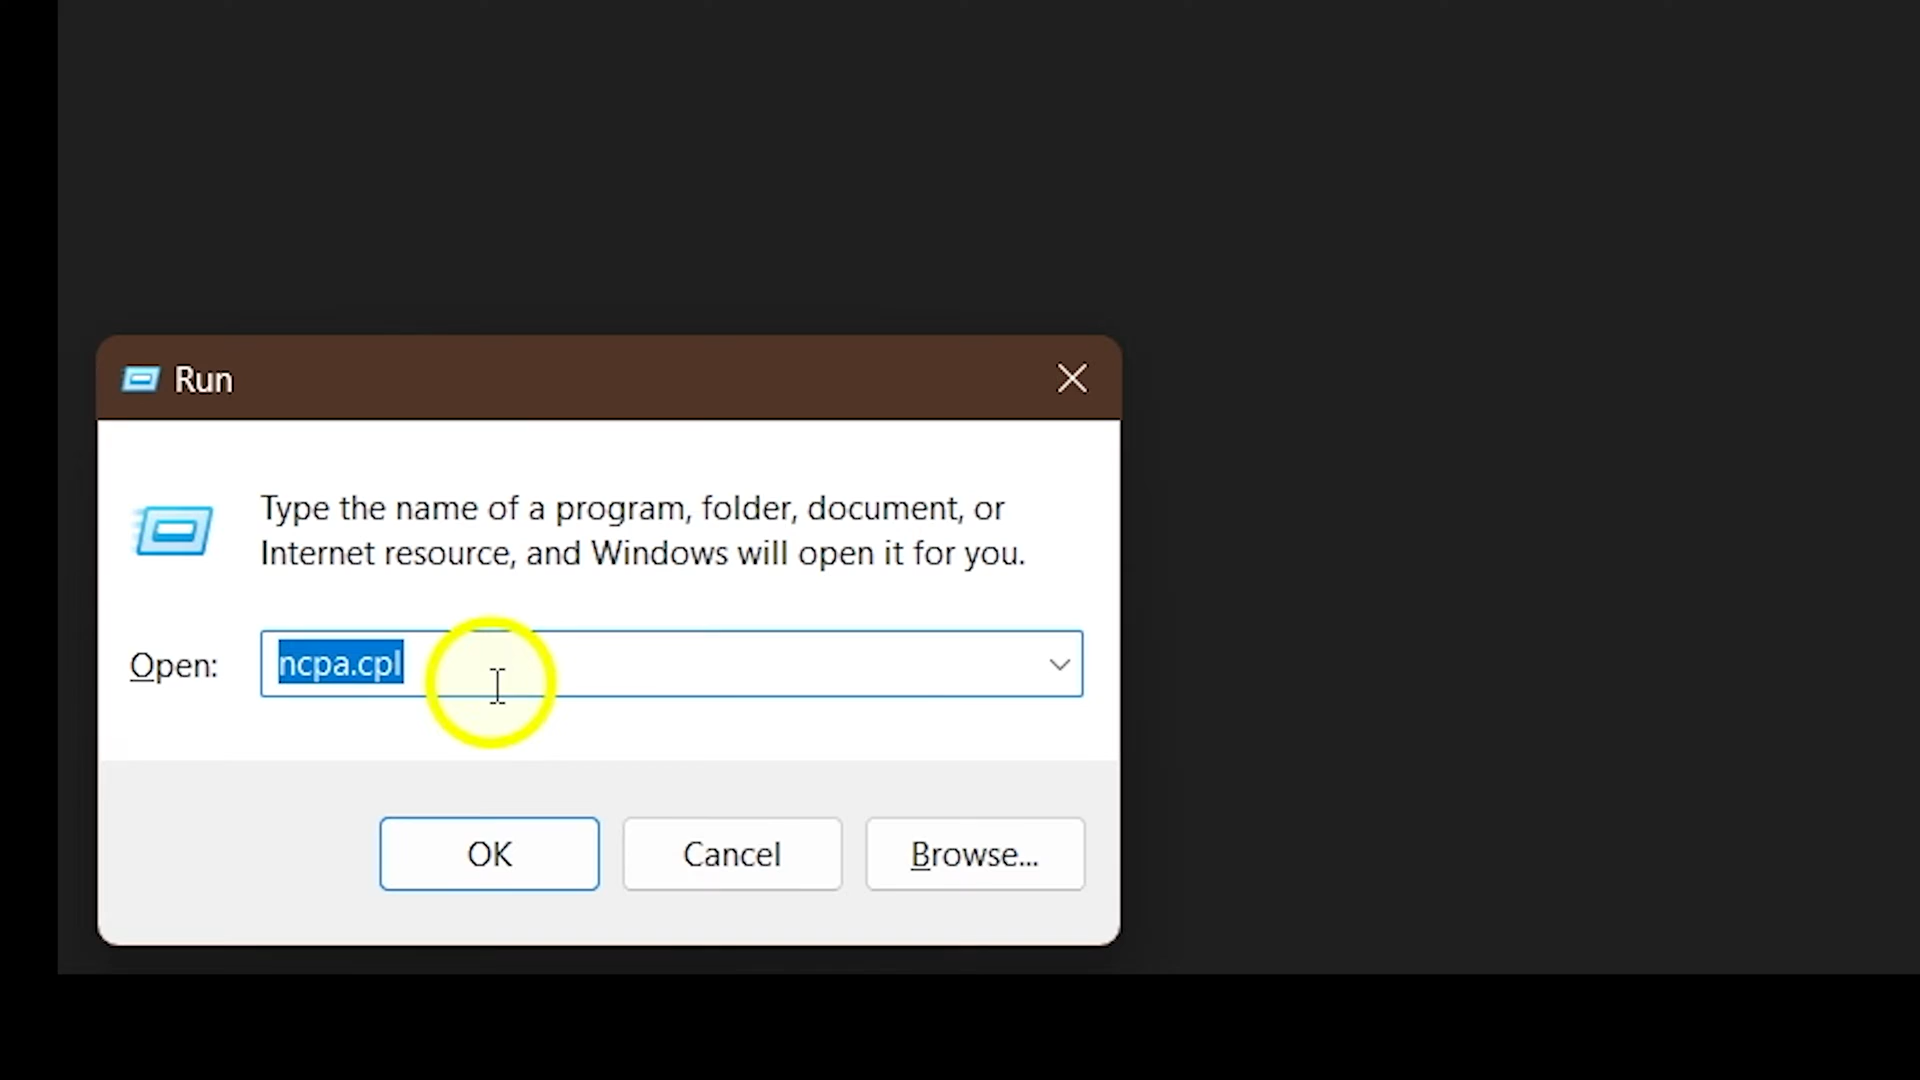 Run
Type the name of a program, folder, document, or
Internet resource, and Windows will open it for you.
Open: ncpa.cpl
OK Cancel Browse...